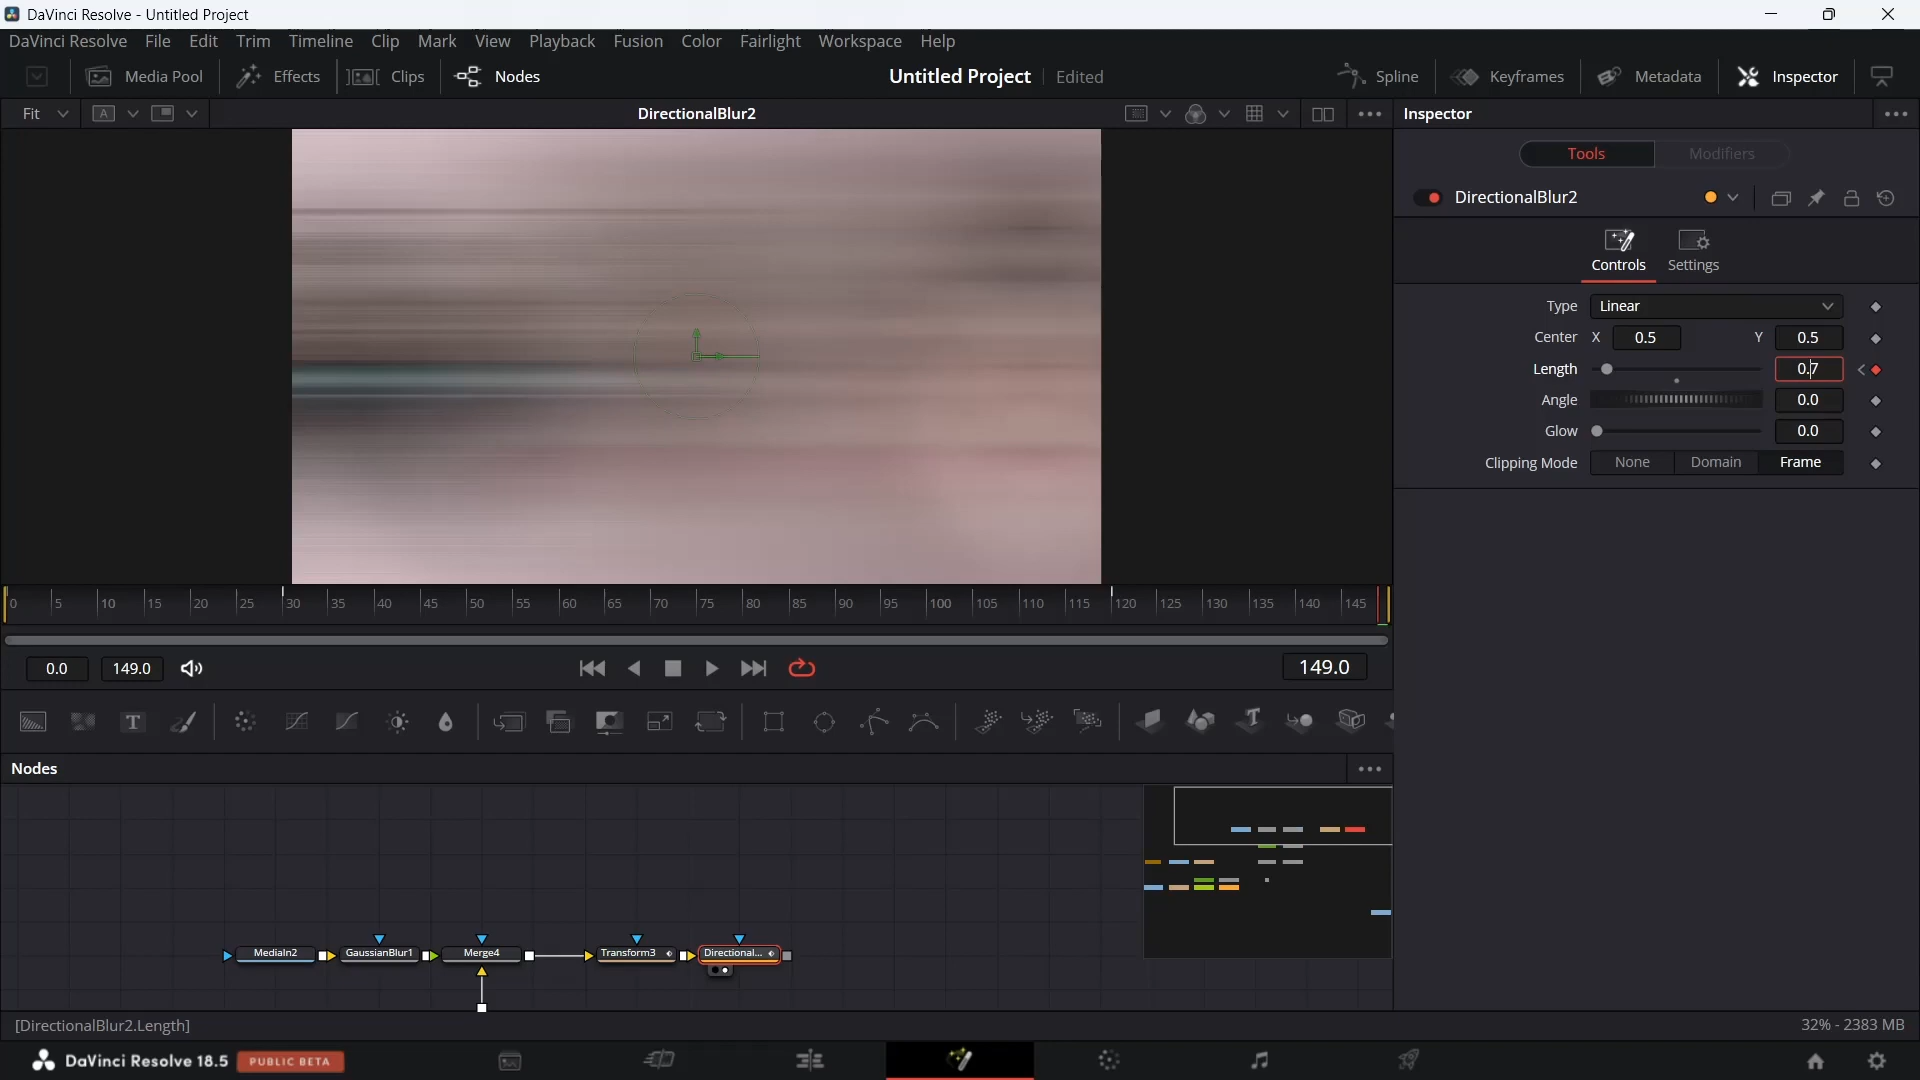 DaVinci Resolve - Untitled Project
DaVinci Resolve File Edit Trim Timeline Clip Mark View Playback Fusion Color Fairlight Workspace Help
Media Pool Effects Clips Nodes Untitled Project Edited Spline Keyframes Metadata Inspector
Fit A DirectionalBlur2 Inspector
Tools Modifiers
DirectionalBlur2
Controls Settings
Type Linear
Center X 0.5 Y 0.5
Length 0.7
Angle 0.0
Glow 0.0
Clipping Mode None Domain Frame
0 5 10 15 20 25 30 35 40 45 50 55 60 65 70 75 80 85 90 95 100 105 110 115 120 125 130 135 140 145
0.0 149.0 149.0
T T
Nodes
MediaIn2 GaussianBlur1 Merge4 Transform3 Directional...
[DirectionalBlur2.Length] 32% - 2383 MB
DaVinci Resolve 18.5 PUBLIC BETA